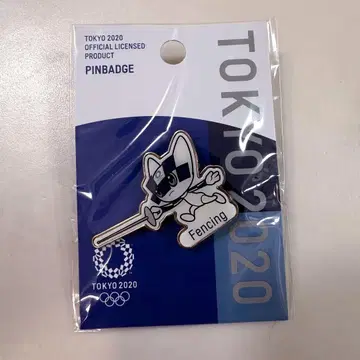 TOKYO 2020
OFFICIAL LICENSED
PRODUCT
PINBADGE
TOKYO 2020
Fencing
TOKYO 2020